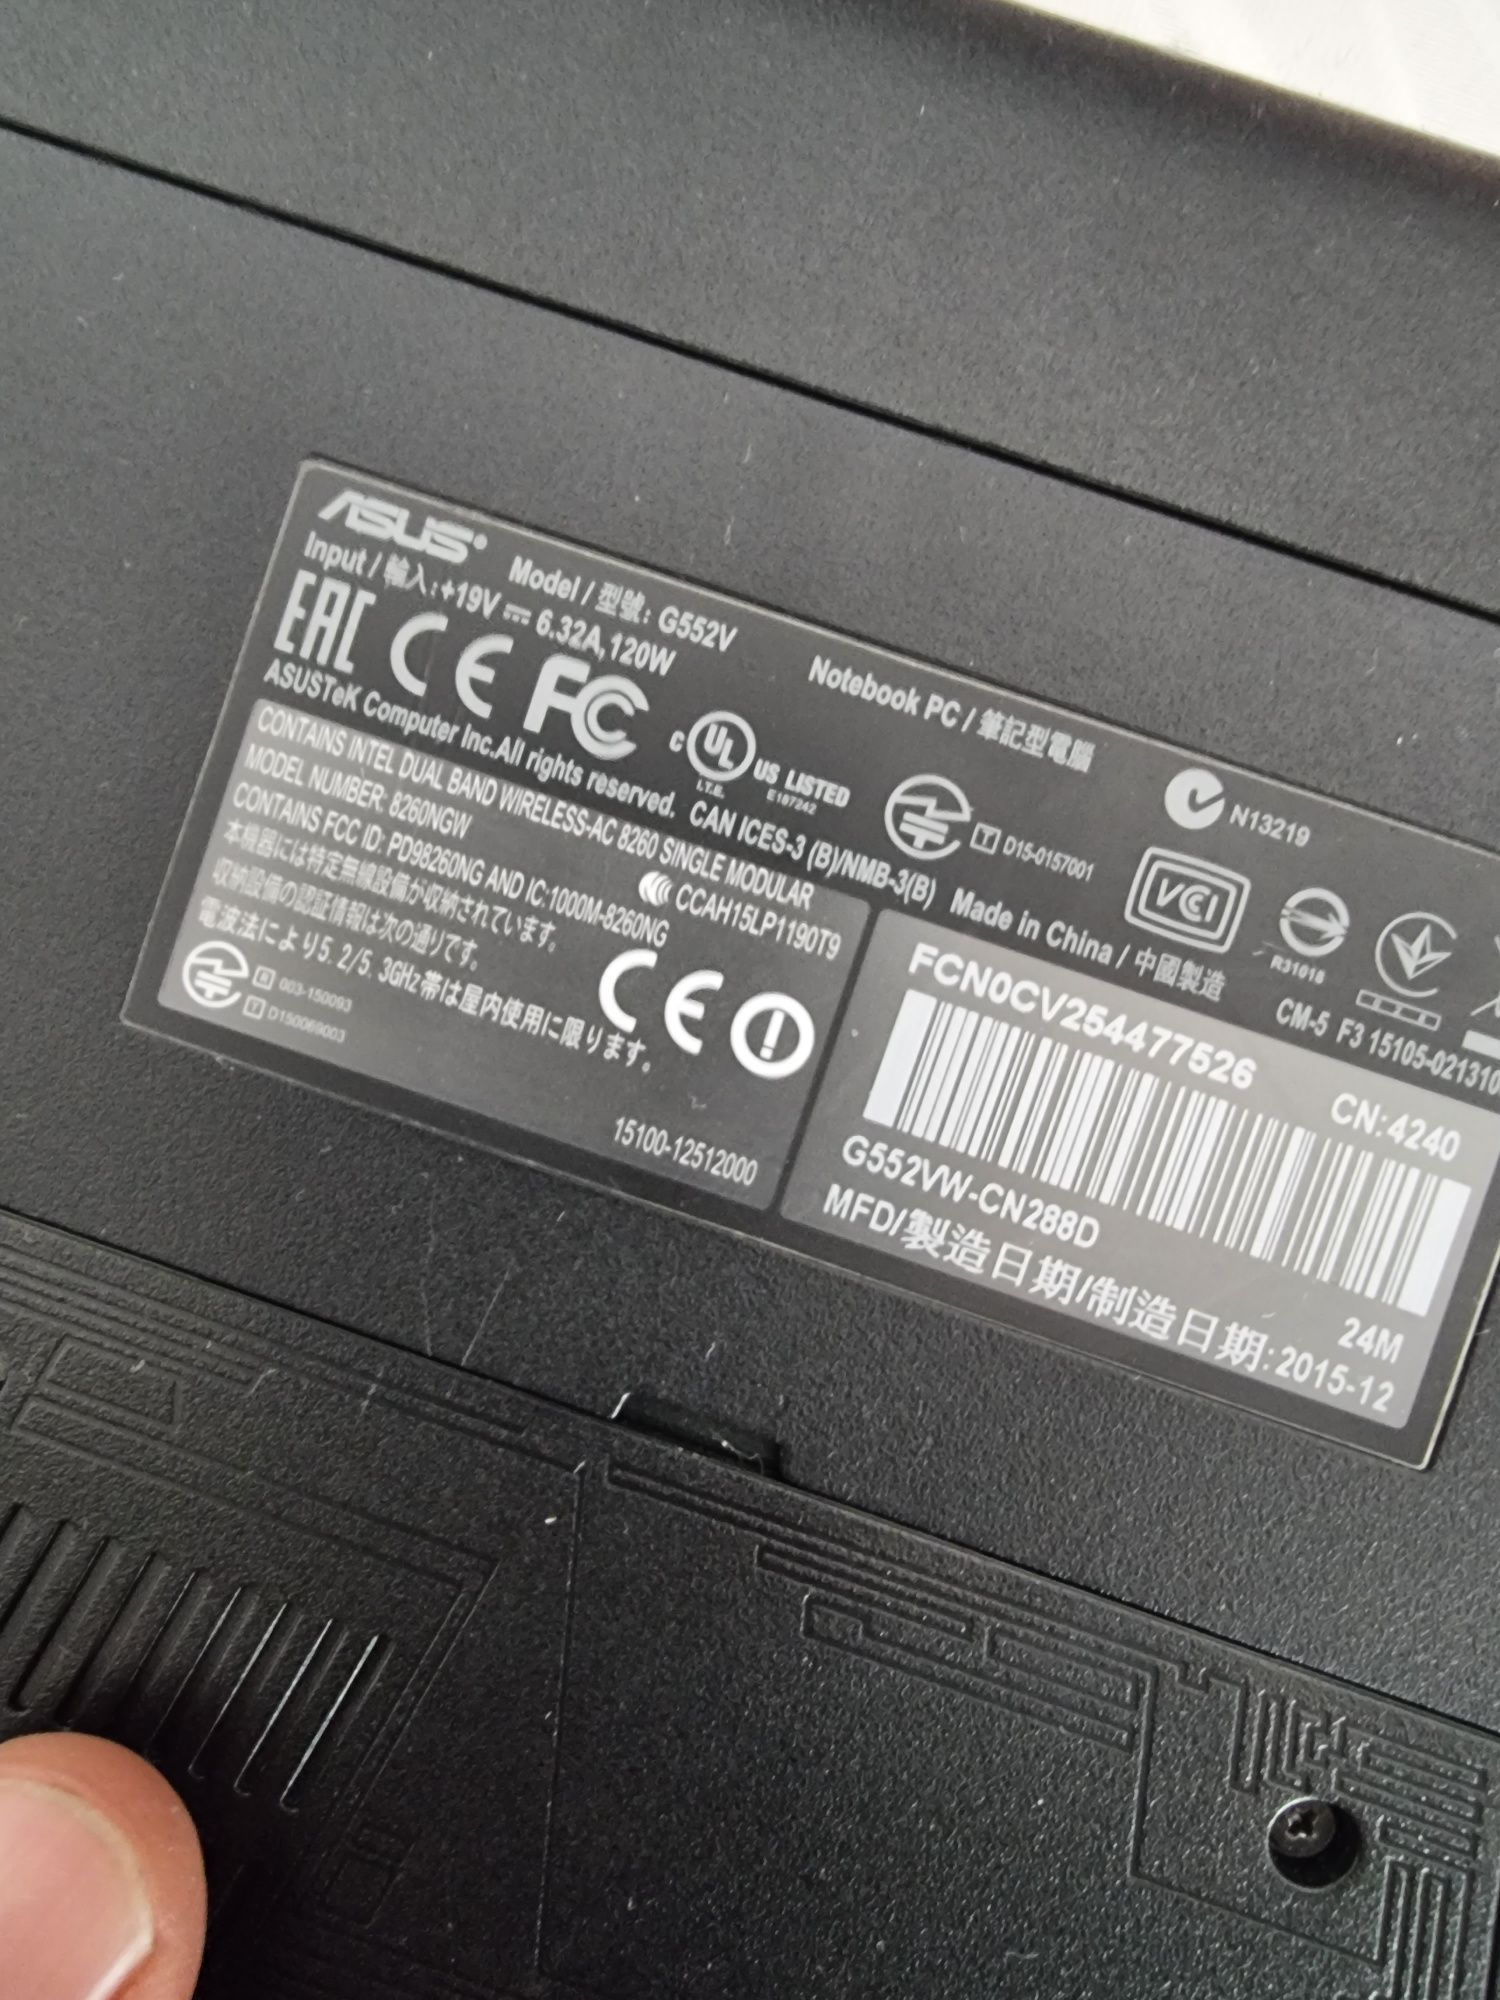 ASUS® Model / 型號: G552V Notebook PC / 筆記型電腦
Input / 輸入: +19V ⎓ 6.32A, 120W
EAC CE FC c UL US LISTED
I.T.E. E187242
T D15-0157001
N13219
VCI
R31018
ASUSTeK Computer Inc.All rights reserved. CAN ICES-3 (B)/NMB-3(B) Made in China / 中國製造 CM-5 F3 15105-021310
CONTAINS INTEL DUAL BAND WIRELESS-AC 8260 SINGLE MODULAR
MODEL NUMBER: 8260NGW CCAH15LP1190T9
CONTAINS FCC ID: PD98260NG AND IC:1000M-8260NG
本機器には特定無線設備が収納されています。
収納設備の認証情報は次の通りです。
電波法により5.2/5.3GHz帯は屋内使用に限ります。
R 003-150093
T D150069003
CE
15100-12512000
FCN0CV254477526 CN:4240
G552VW-CN288D 24M
MFD/製造日期/制造日期: 2015-12